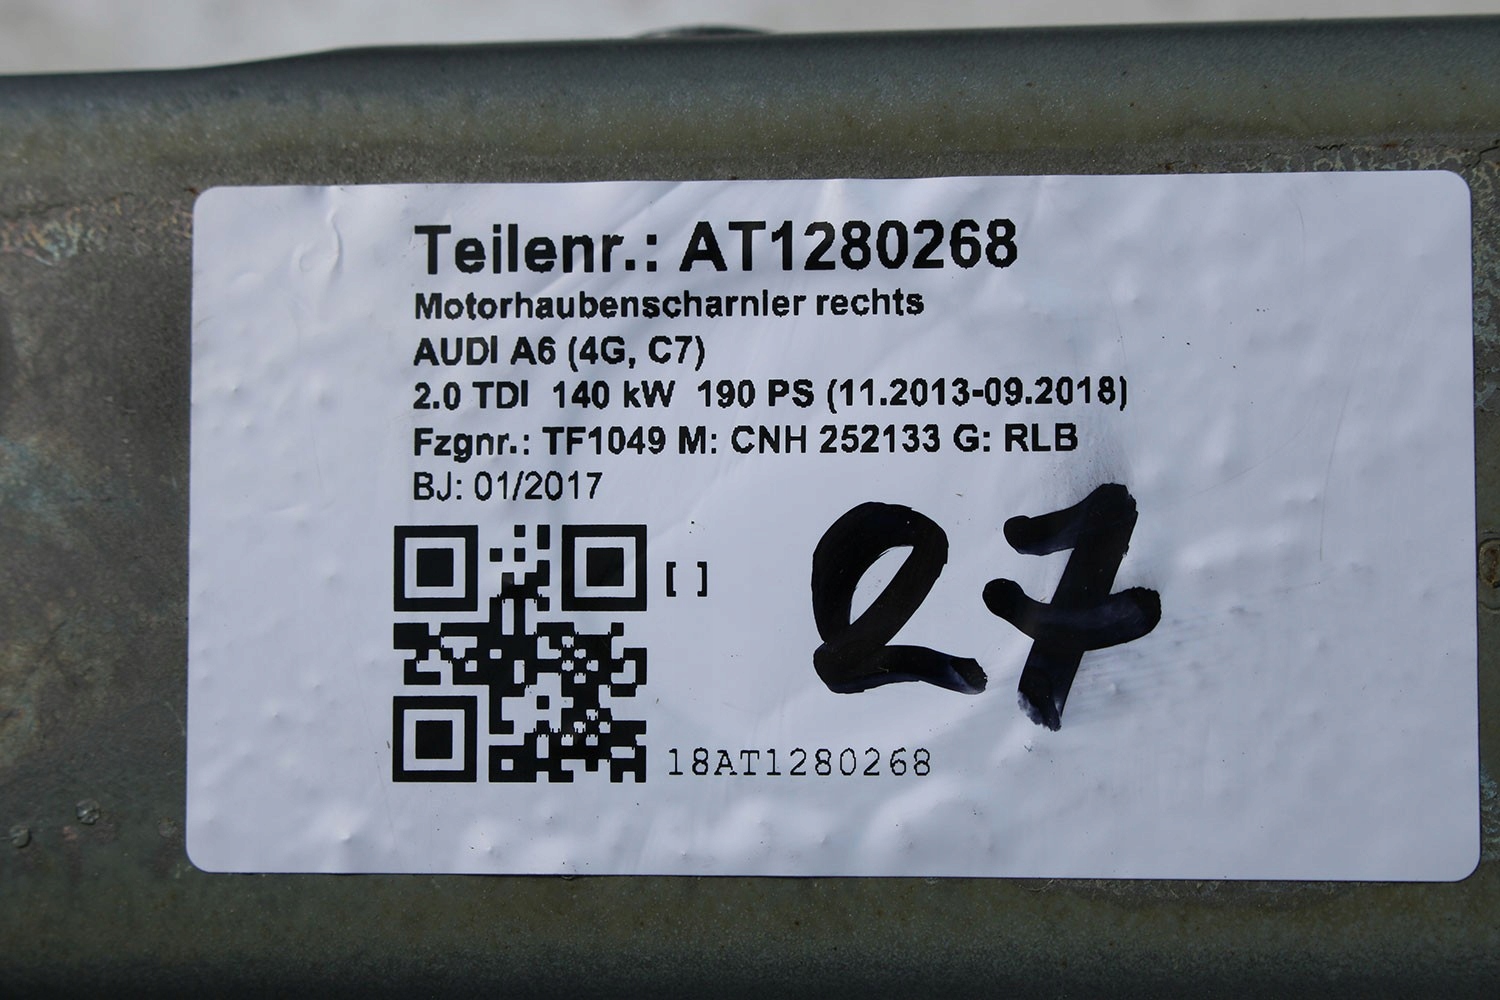 Teilenr.: AT1280268
Motorhaubenscharnier rechts
AUDI A6 (4G, C7)
2.0 TDI 140 kW 190 PS (11.2013-09.2018)
Fzgnr.: TF1049 M: CNH 252133 G: RLB
BJ: 01/2017
[ ]
27
18AT1280268